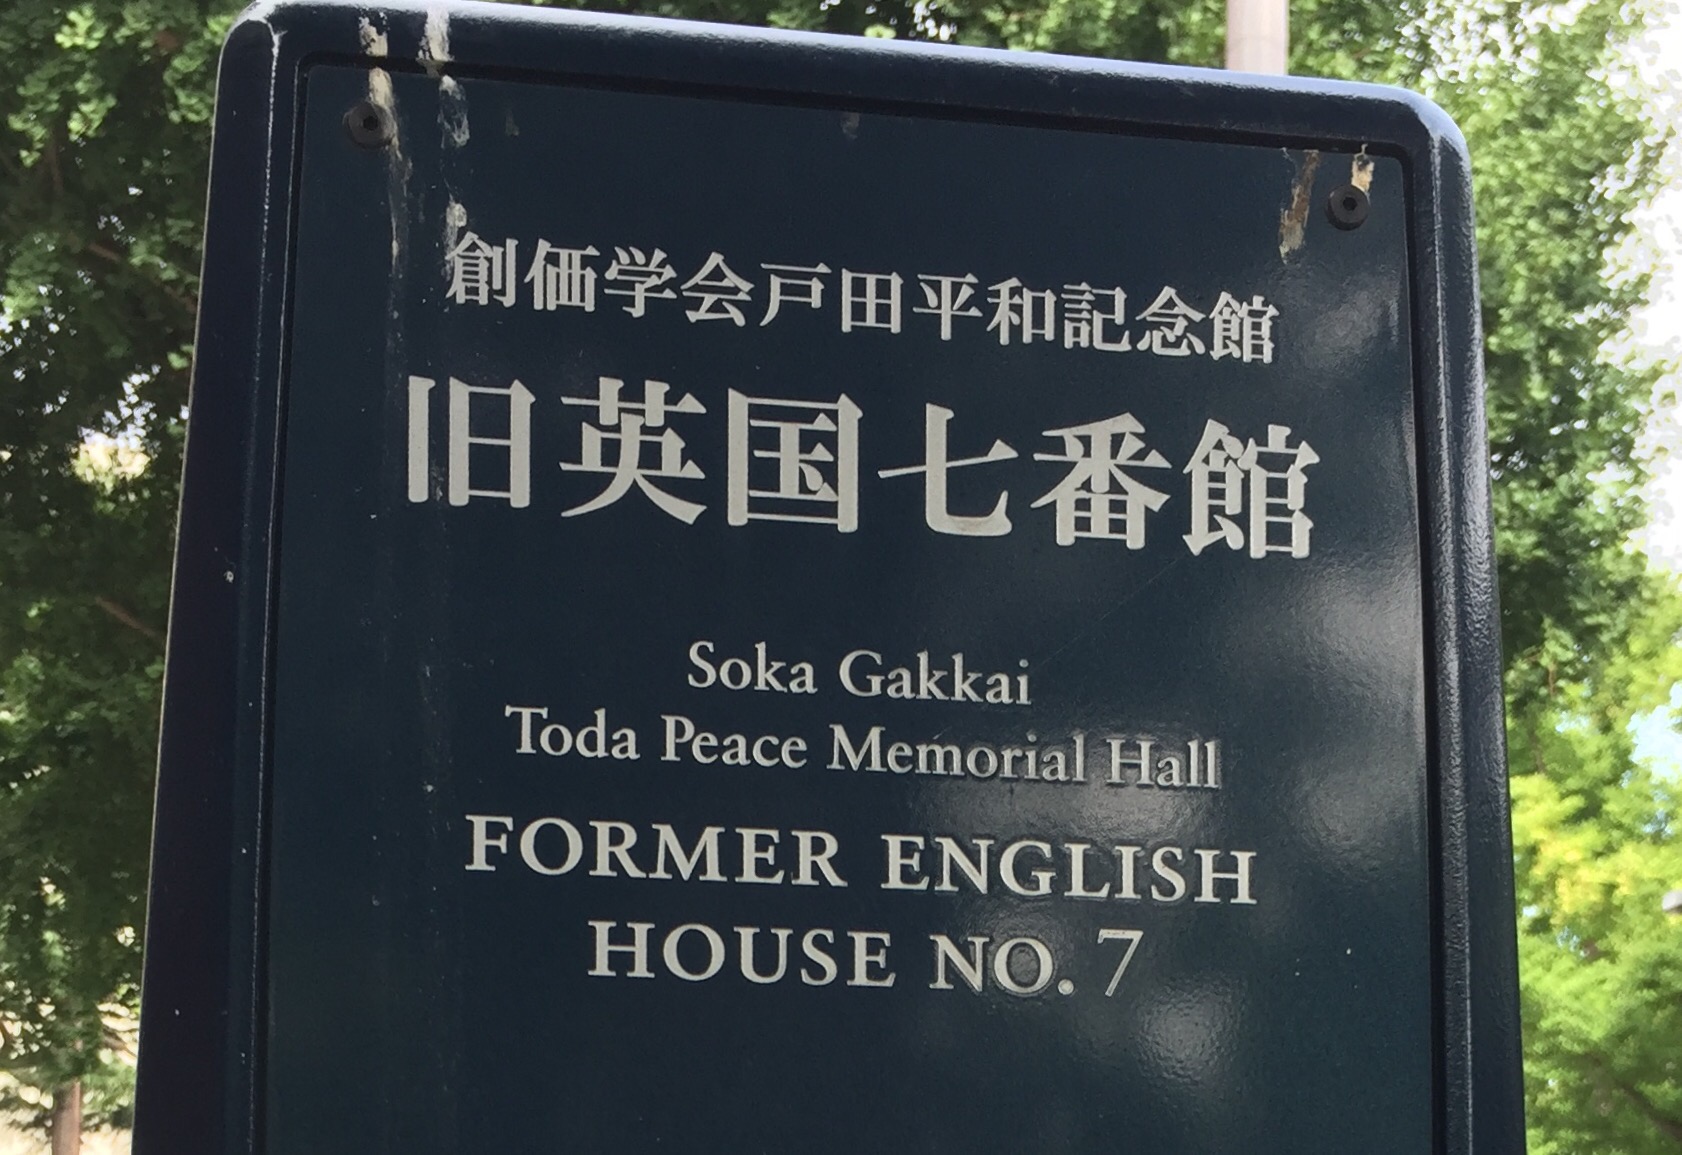 創価学会戸田平和記念館
旧英国七番館
Soka Gakkai
Toda Peace Memorial Hall
FORMER ENGLISH
HOUSE NO. 7